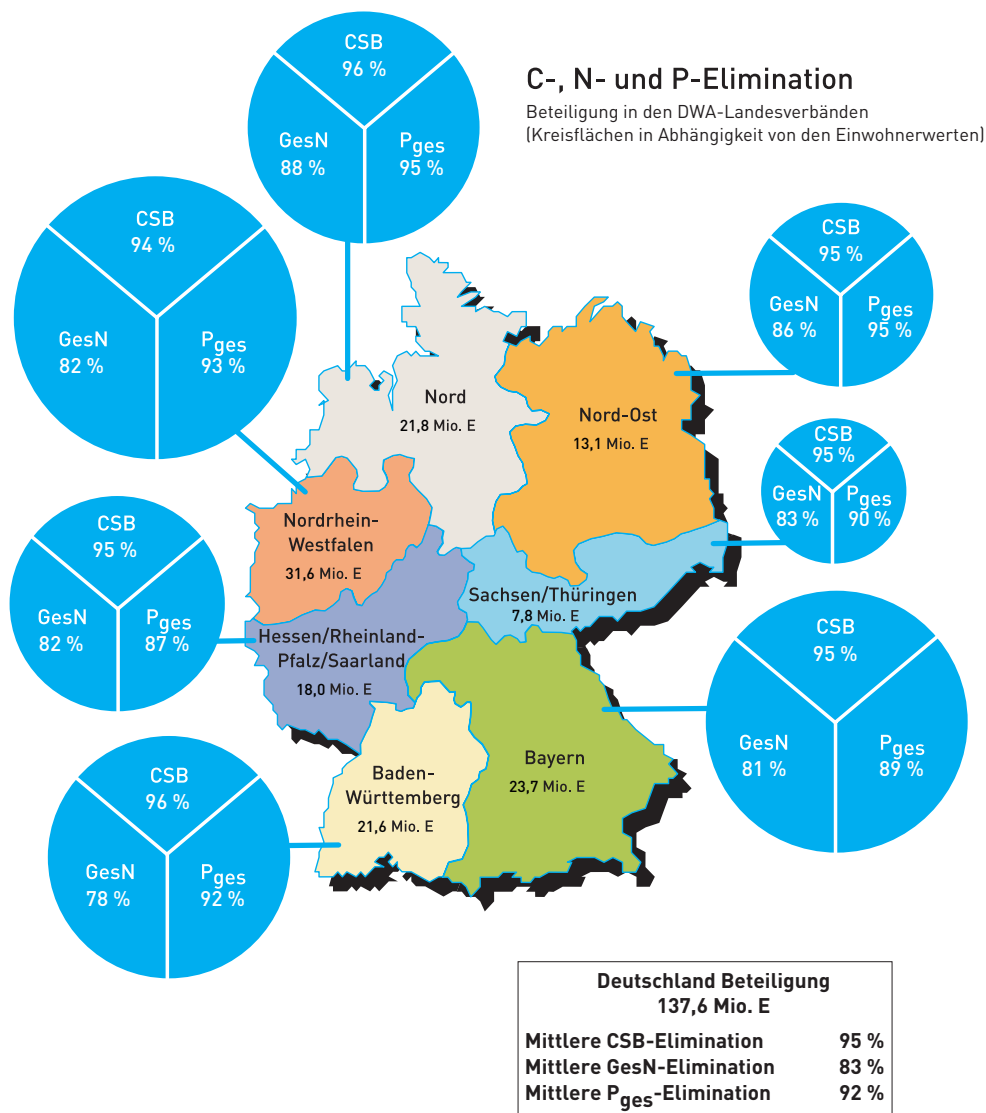 C-, N- und P-Elimination
Beteiligung in den DWA-Landesverbänden
(Kreisflächen in Abhängigkeit von den Einwohnerwerten)
CSB
96 %
GesN
88 %
Pges
95 %
CSB
94 %
GesN
82 %
Pges
93 %
CSB
95 %
GesN
86 %
Pges
95 %
CSB
95 %
GesN
83 %
Pges
90 %
CSB
95 %
GesN
82 %
Pges
87 %
CSB
95 %
GesN
81 %
Pges
89 %
CSB
96 %
GesN
78 %
Pges
92 %
Nord
21,8 Mio. E
Nord-Ost
13,1 Mio. E
Nordrhein-
Westfalen
31,6 Mio. E
Sachsen/Thüringen
7,8 Mio. E
Hessen/Rheinland-
Pfalz/Saarland
18,0 Mio. E
Bayern
23,7 Mio. E
Baden-
Württemberg
21,6 Mio. E
Deutschland Beteiligung
137,6 Mio. E
Mittlere CSB-Elimination 95 %
Mittlere GesN-Elimination 83 %
Mittlere Pges-Elimination 92 %